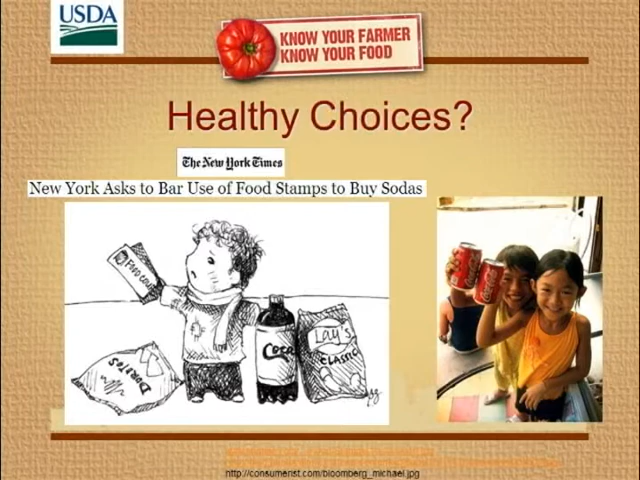 USDA
KNOW YOUR FARMER
KNOW YOUR FOOD
Healthy Choices?
The New York Times
New York Asks to Bar Use of Food Stamps to Buy Sodas
Food
DORITOS
Coca
Lay's
CLASSIC
http://consumerist.com/bloomberg_michael.jpg